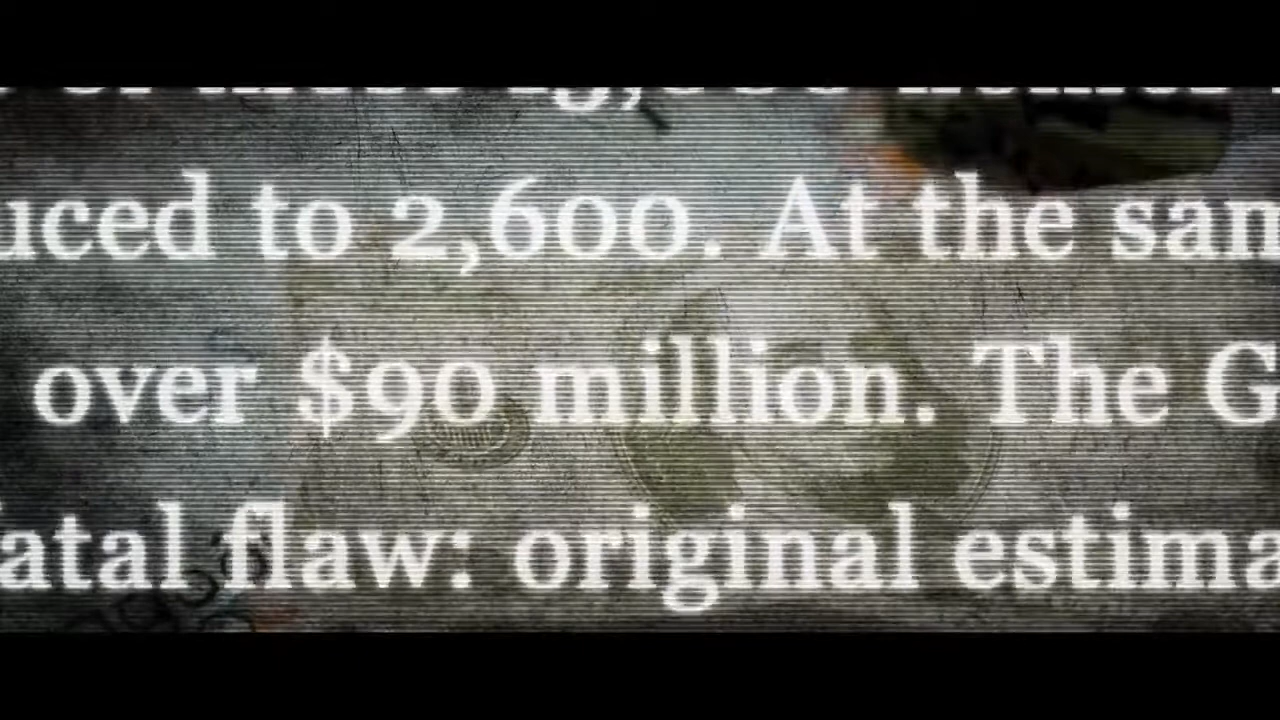 uced to 2,600. At the sam
over $90 million. The G
fatal flaw: original estima